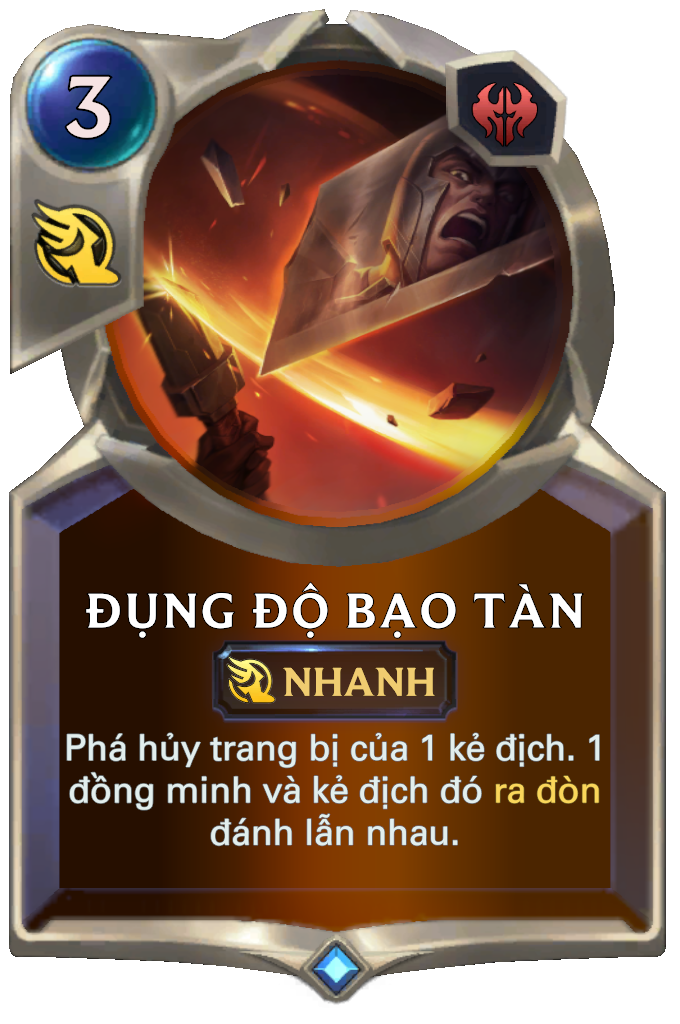 3
ĐỤNG ĐỘ BẠO TÀN
NHANH
Phá hủy trang bị của 1 kẻ địch. 1
đồng minh và kẻ địch đó ra đòn
đánh lẫn nhau.